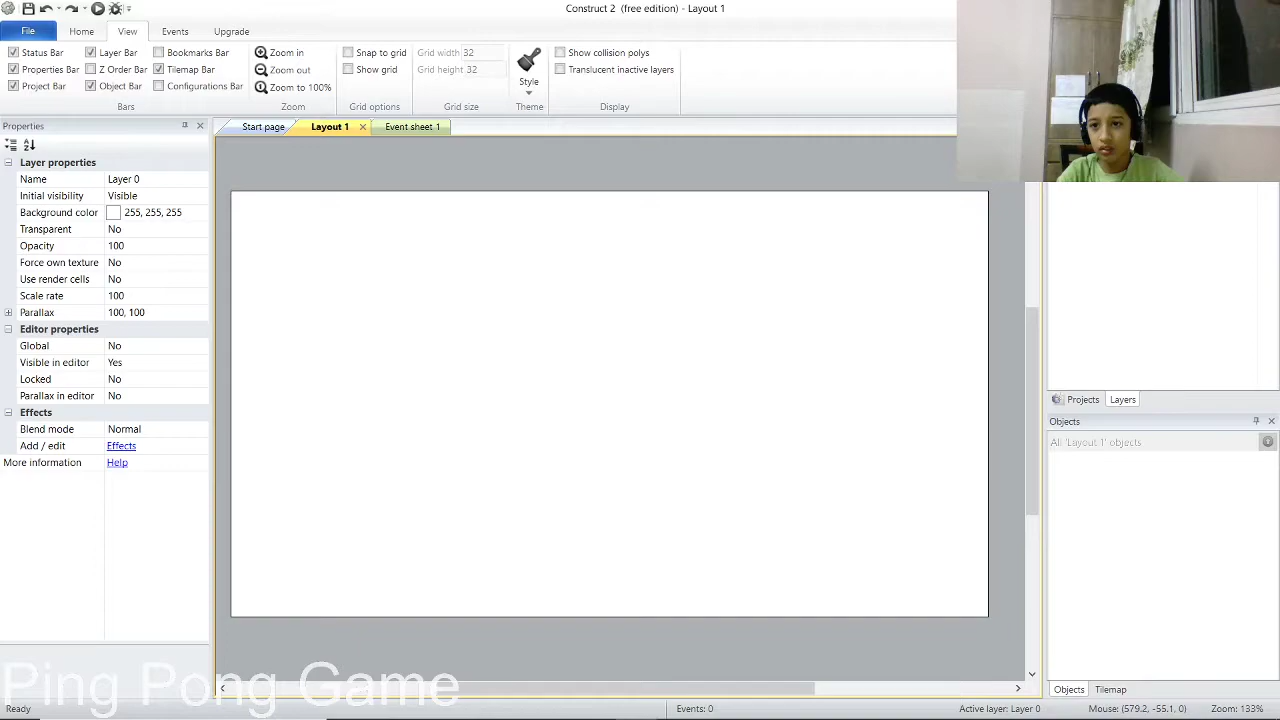 Construct 2 (free edition) - Layout 1
File Home View Events Upgrade
Status Bar Layer Bar Bookmarks Bar Zoom in Snap to grid Grid width 32 Show collision polys
Properties Bar Z Order Bar Tilemap Bar Zoom out Show grid Grid height 32 Style Translucent inactive layers
Project Bar Object Bar Configurations Bar Zoom to 100%
Bars Zoom Grid options Grid size Theme Display
Properties Start page Layout 1 Event sheet 1
Layer properties
Name Layer 0
Initial visibility Visible
Background color 255, 255, 255
Transparent No
Opacity 100
Force own texture No
Use render cells No
Scale rate 100
Parallax 100, 100
Editor properties
Global No
Visible in editor Yes
Locked No
Parallax in editor No
Effects
Blend mode Normal
Add / edit Effects
More information Help
Projects Layers
Objects
All 'Layout 1' objects
Objects Tilemap
Ping Pong Game
Ready Events: 0 Active layer: Layer 0 Mouse: (579.2, -55.1, 0) Zoom: 133%